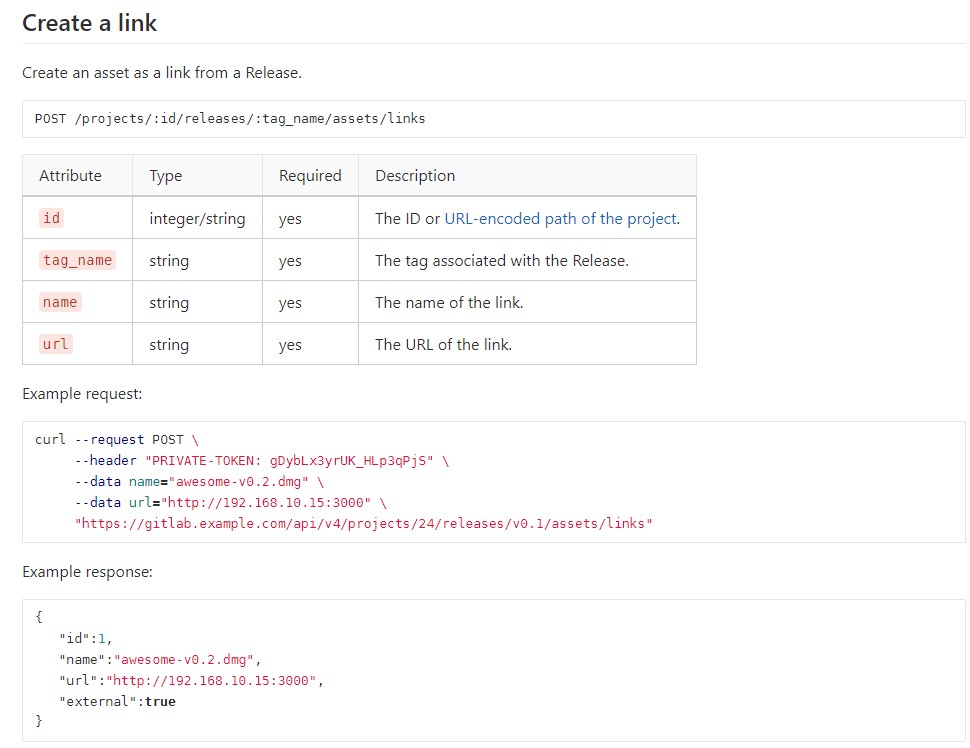 Create a link
Create an asset as a link from a Release.
POST /projects/:id/releases/:tag_name/assets/links
Attribute Type Required Description
id integer/string yes The ID or URL-encoded path of the project.
tag_name string yes The tag associated with the Release.
name string yes The name of the link.
url string yes The URL of the link.
Example request:
curl --request POST \
--header "PRIVATE-TOKEN: gDybLx3yrUK_HLp3qPjS" \
--data name="awesome-v0.2.dmg" \
--data url="http://192.168.10.15:3000" \
"https://gitlab.example.com/api/v4/projects/24/releases/v0.1/assets/links"
Example response:
{
"id":1,
"name":"awesome-v0.2.dmg",
"url":"http://192.168.10.15:3000",
"external":true
}